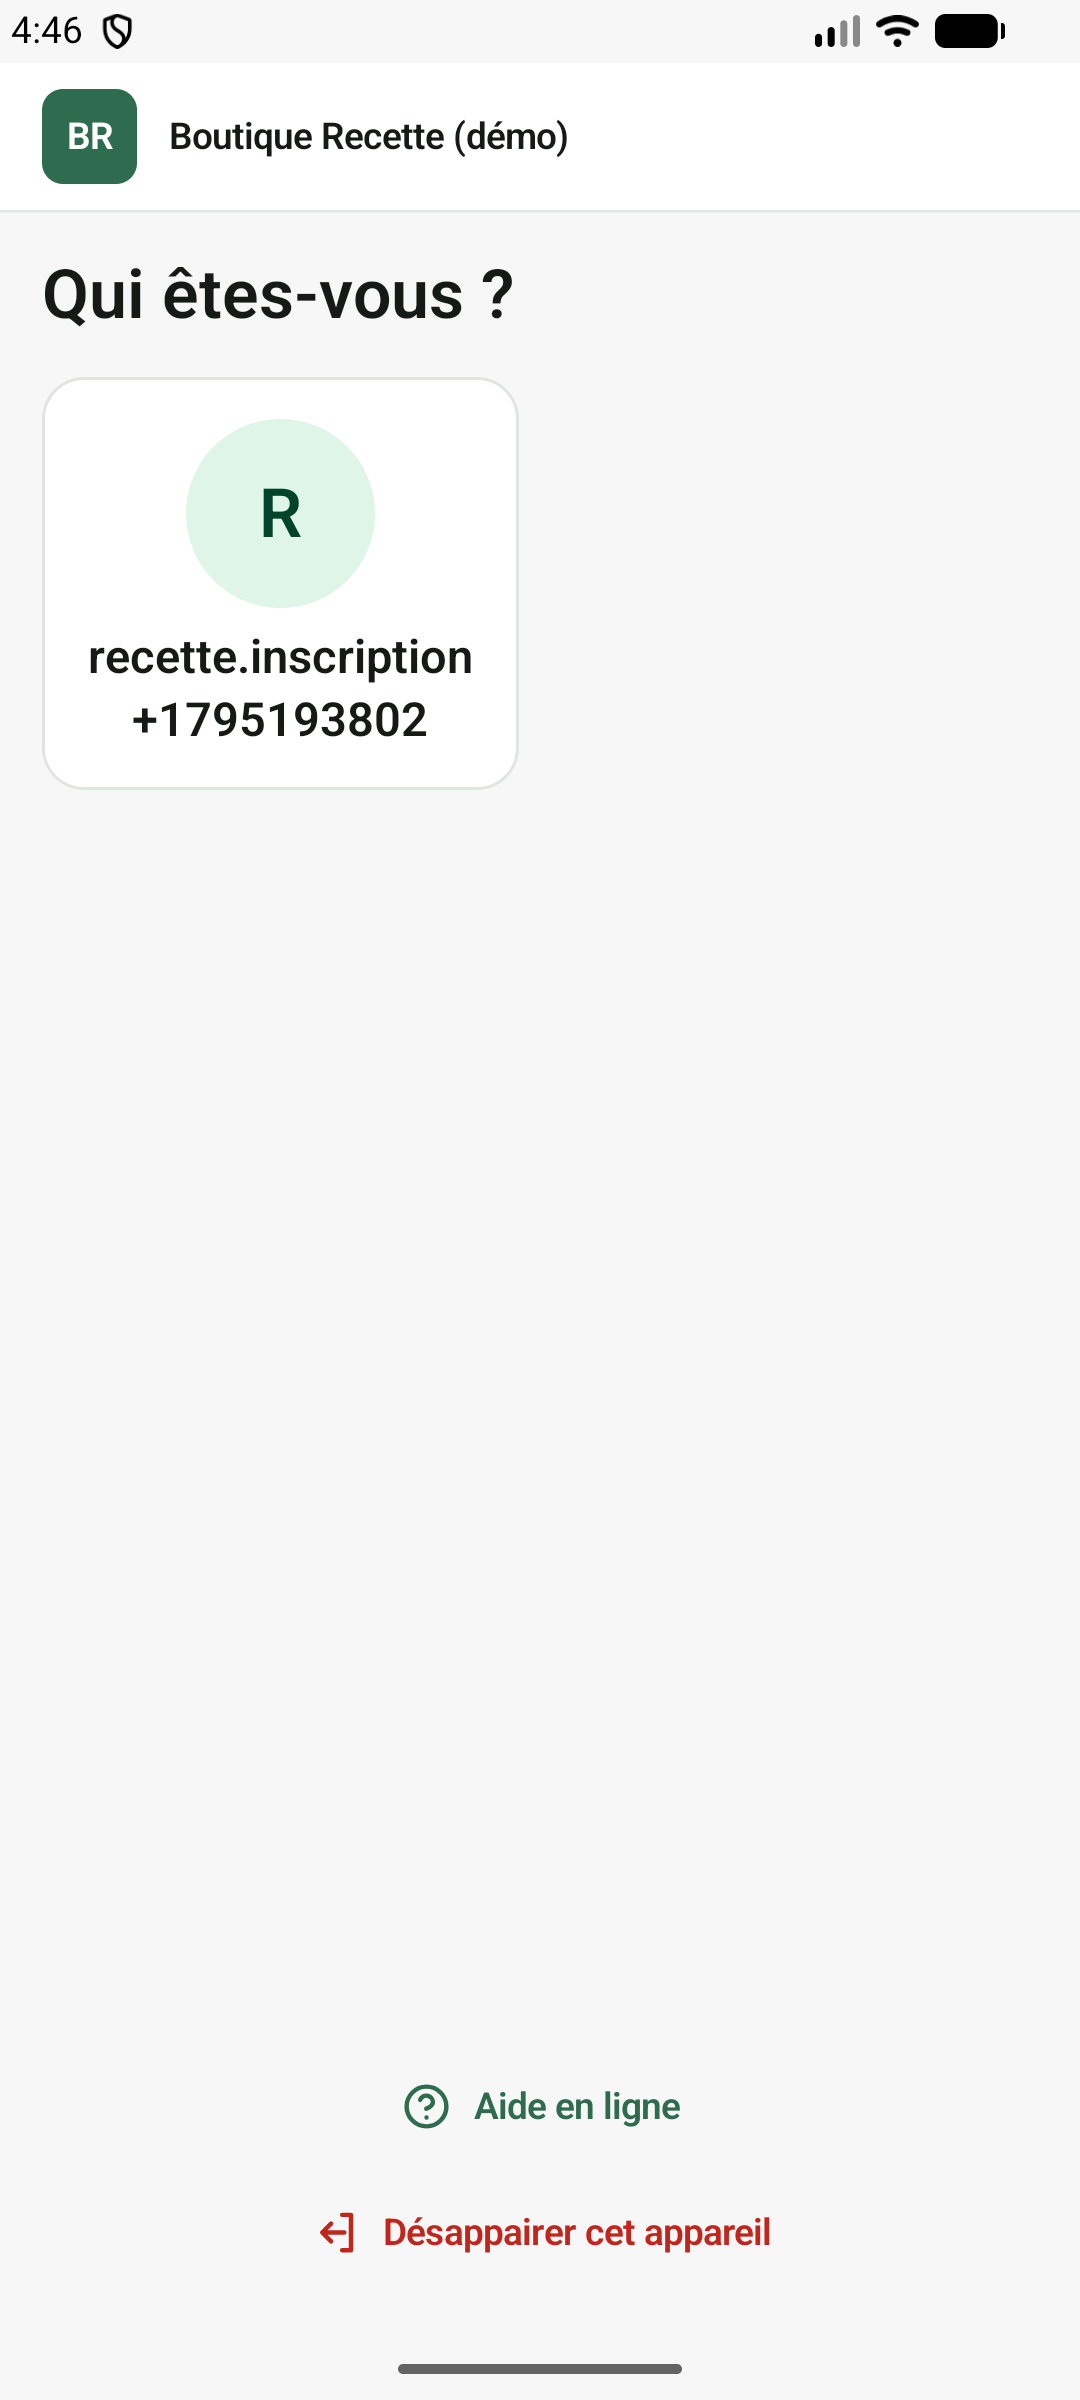 4:46
BR
Boutique Recette (démo)
Qui êtes-vous ?
R
recette.inscription
+1795193802
Aide en ligne
Désappairer cet appareil